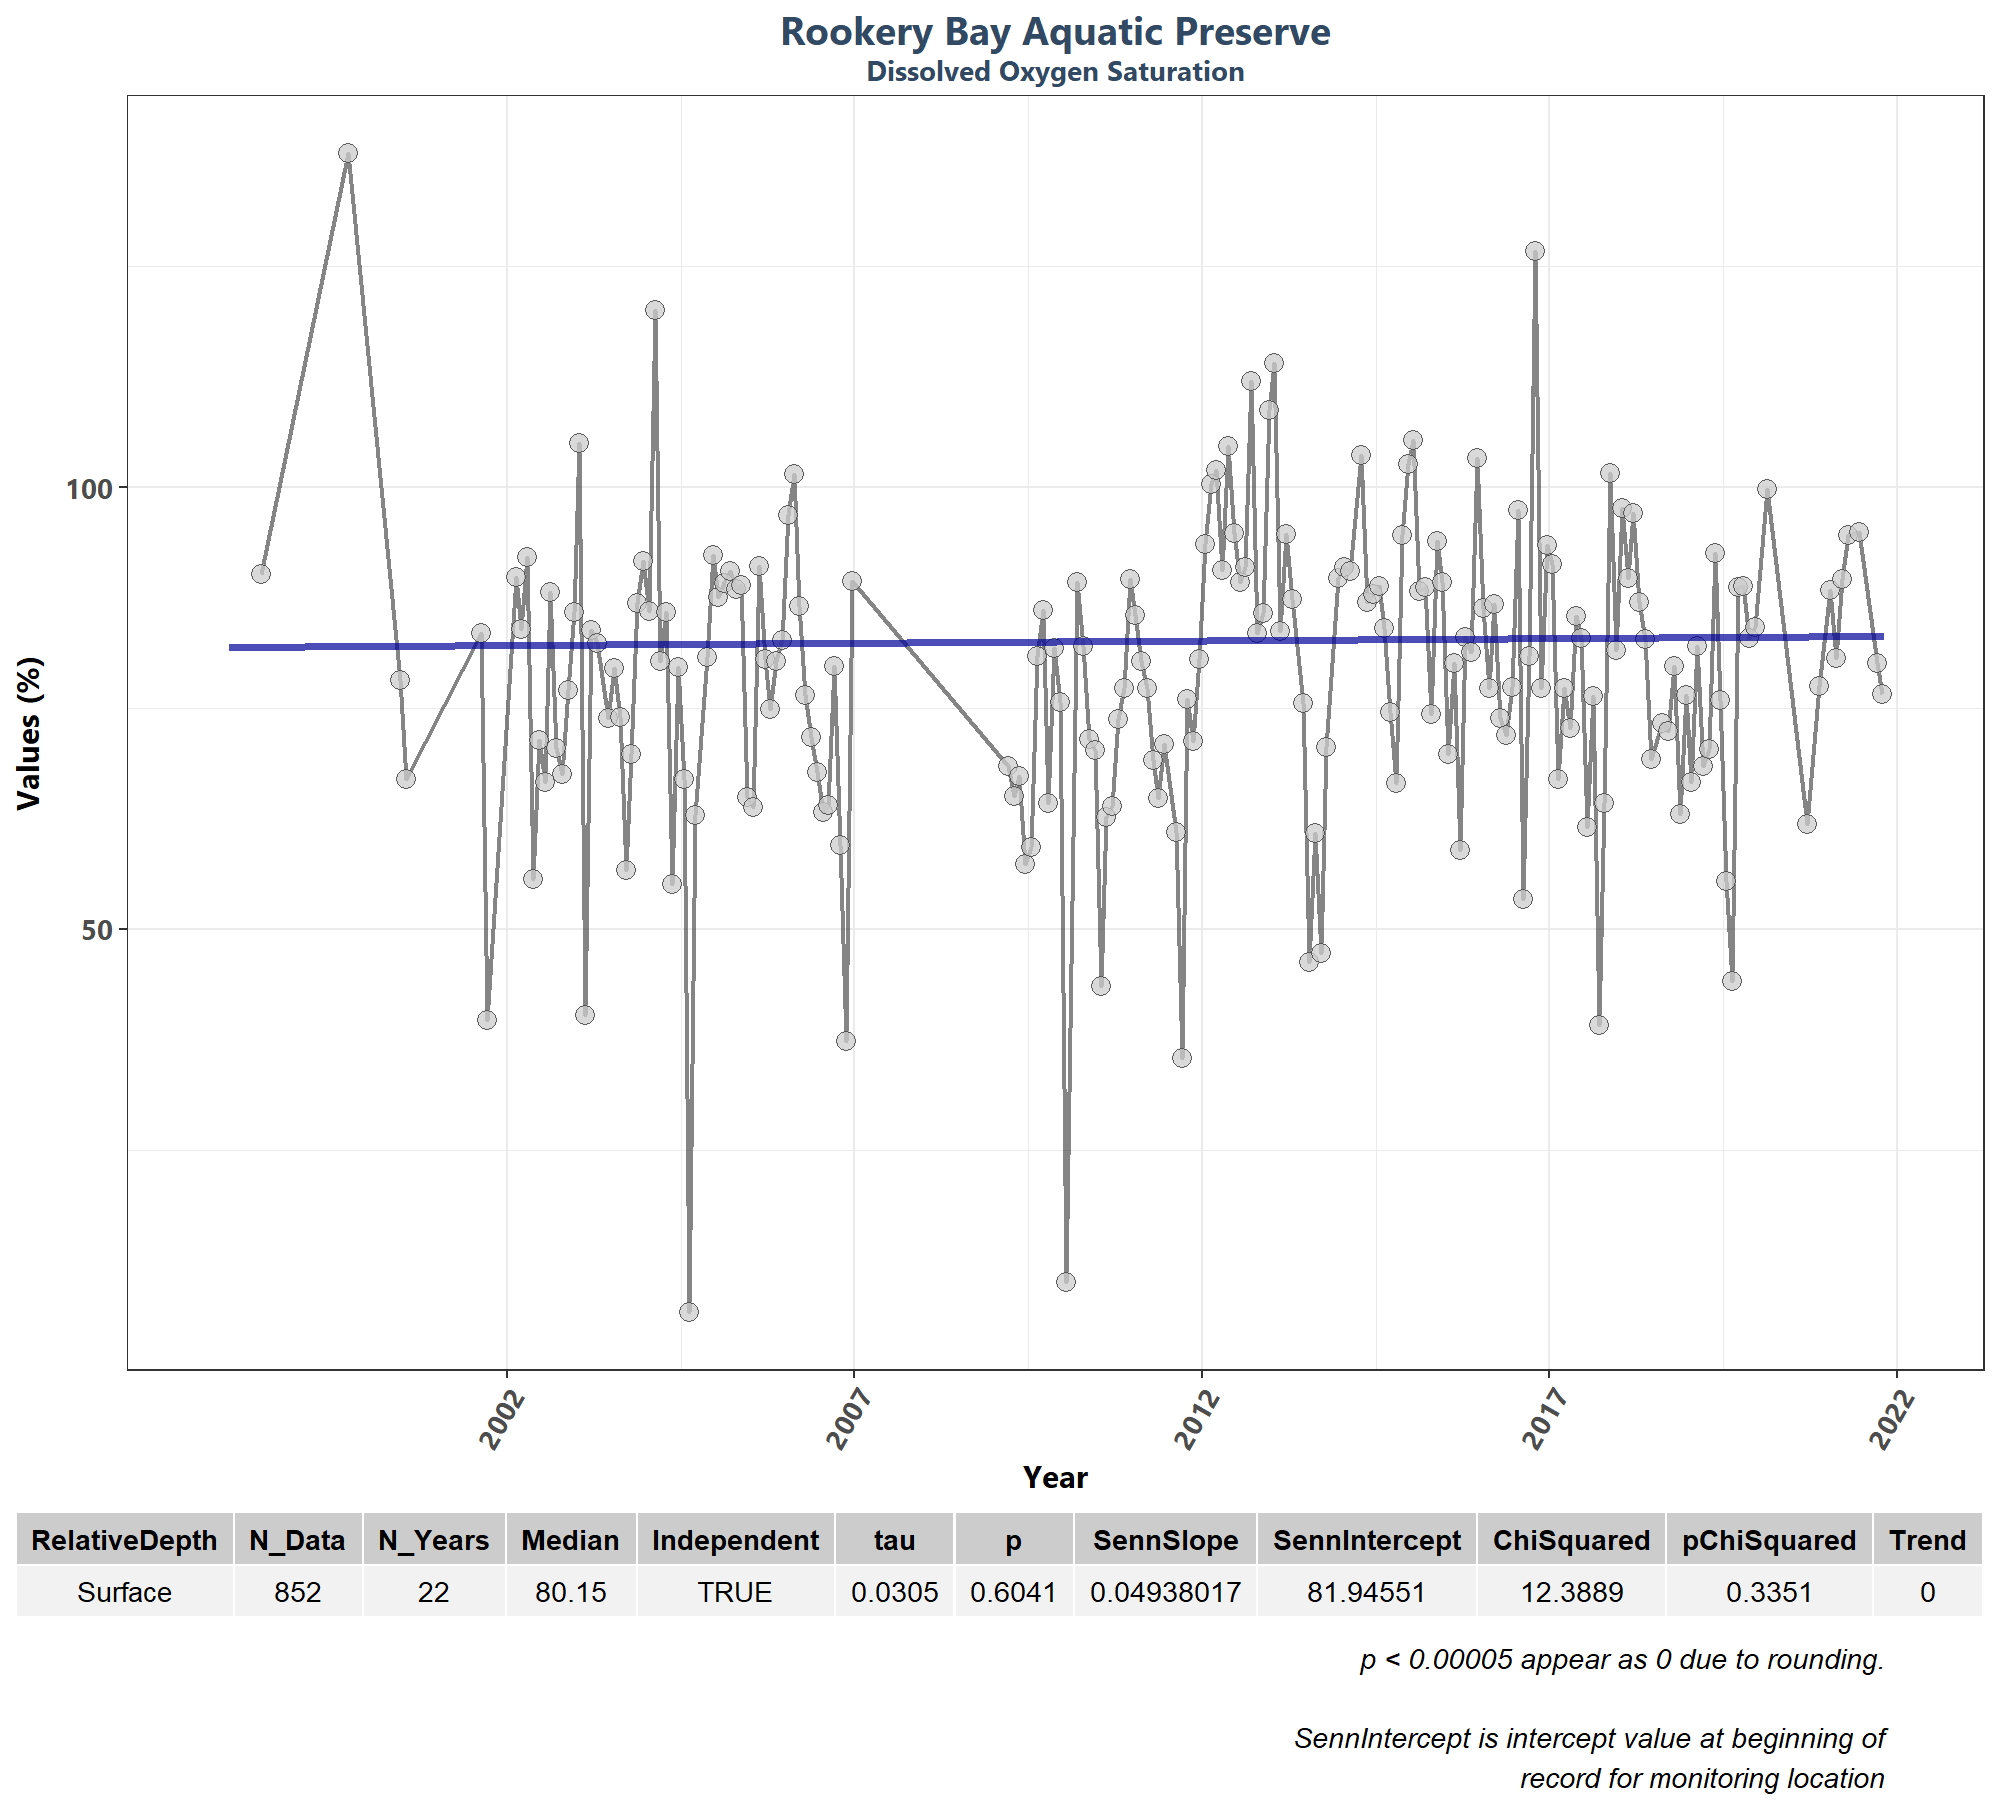 Rookery Bay Aquatic Preserve
Dissolved Oxygen Saturation
Values (%)
100
50
2002 2007 2012 2017 2022
Year
RelativeDepth N_Data N_Years Median Independent tau p SennSlope SennIntercept ChiSquared pChiSquared Trend
Surface 852 22 80.15 TRUE 0.0305 0.6041 0.04938017 81.94551 12.3889 0.3351 0
p < 0.00005 appear as 0 due to rounding.
SennIntercept is intercept value at beginning of
record for monitoring location